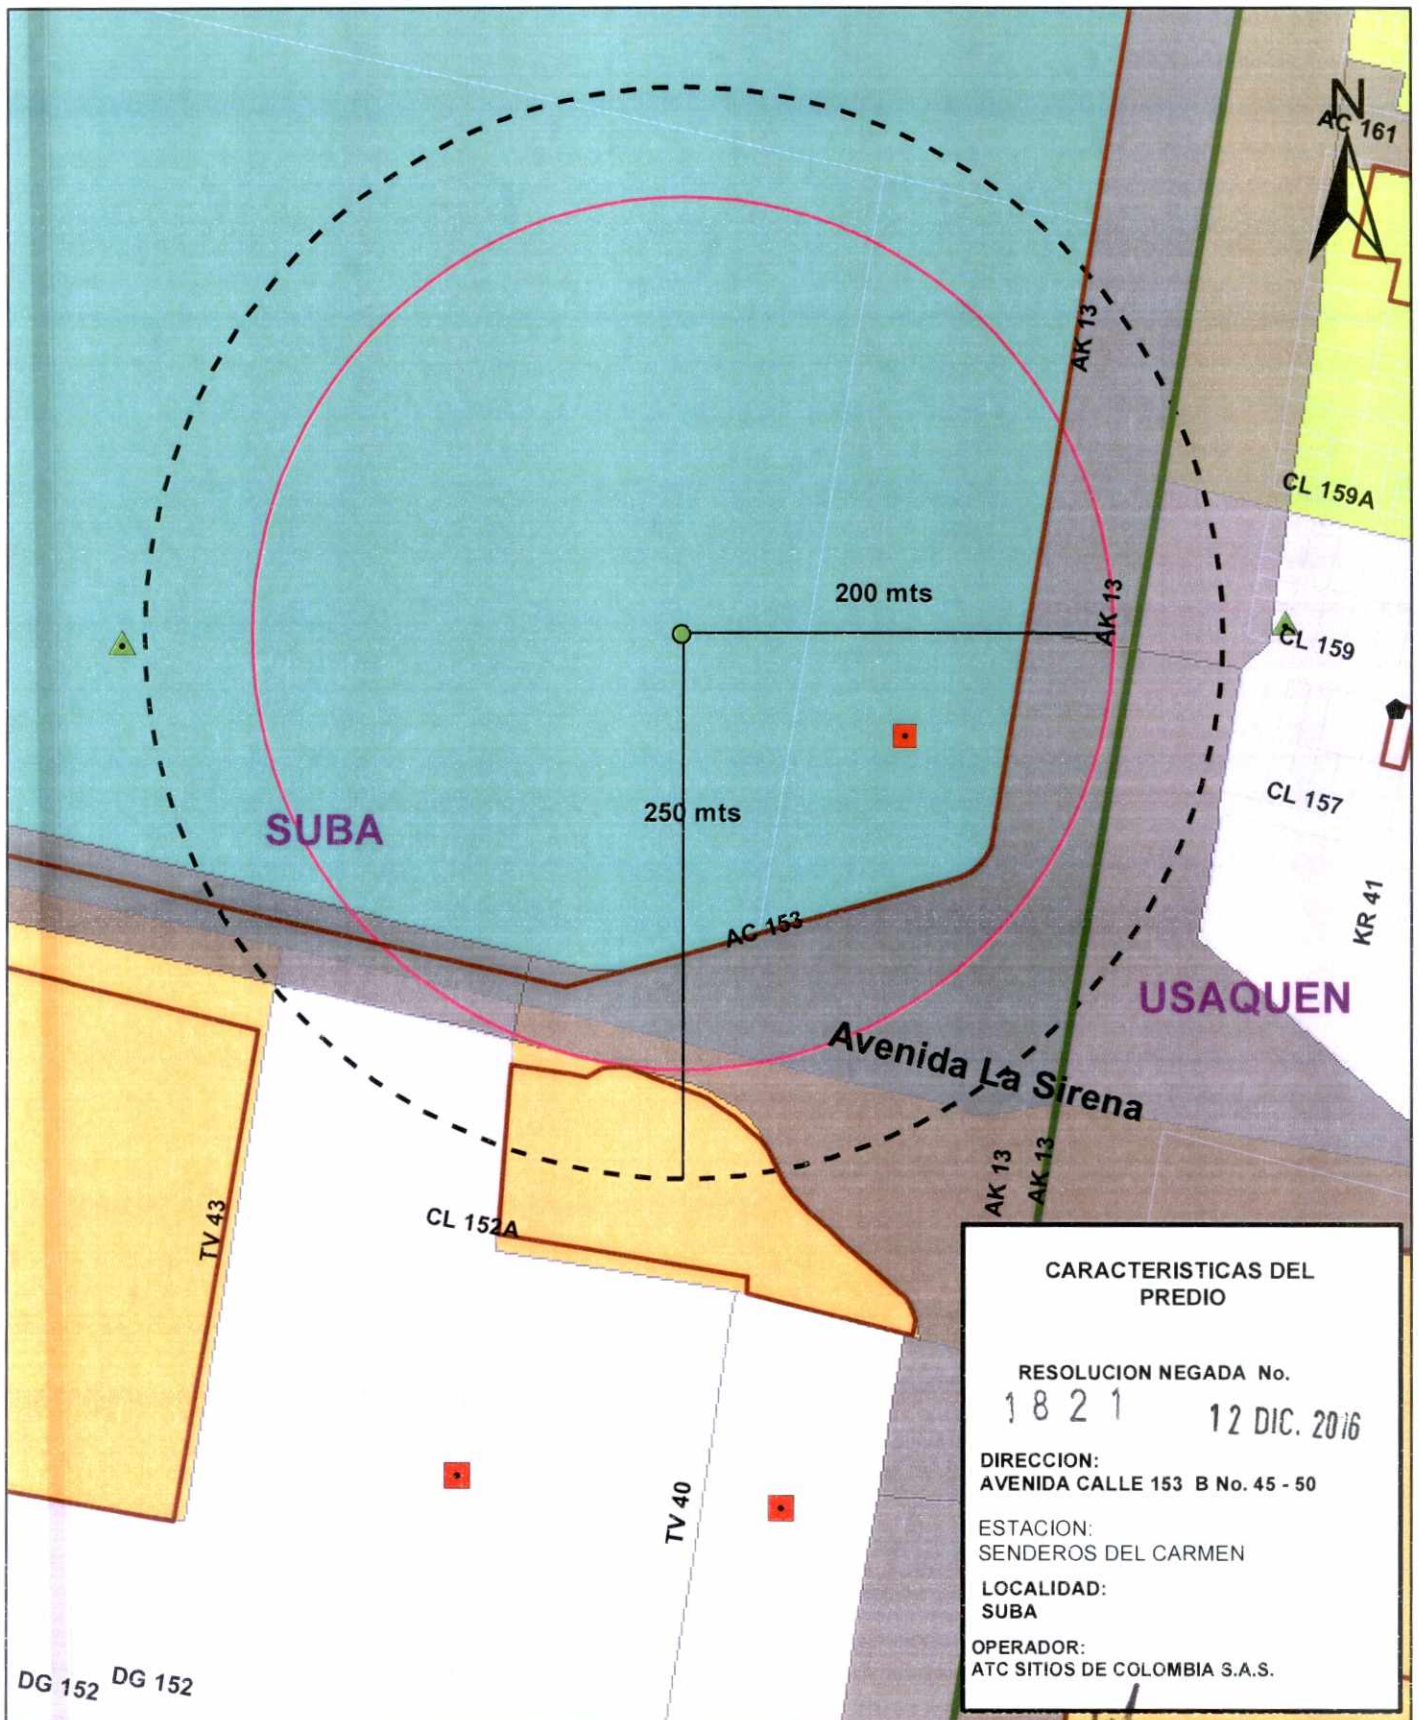 N
AC 161
AK 13
CL 159A
200 mts
AK 13
CL 159
CL 157
250 mts
SUBA
KR 41
AC 153
USAQUEN
Avenida La Sirena
AK 13
AK 13
TV 43
CL 152A
CARACTERISTICAS DEL
PREDIO
RESOLUCION NEGADA No.
1821 12 DIC. 2016
DIRECCION:
AVENIDA CALLE 153 B No. 45 - 50
ESTACION:
SENDEROS DEL CARMEN
LOCALIDAD:
SUBA
OPERADOR:
ATC SITIOS DE COLOMBIA S.A.S.
TV 40
DG 152
DG 152